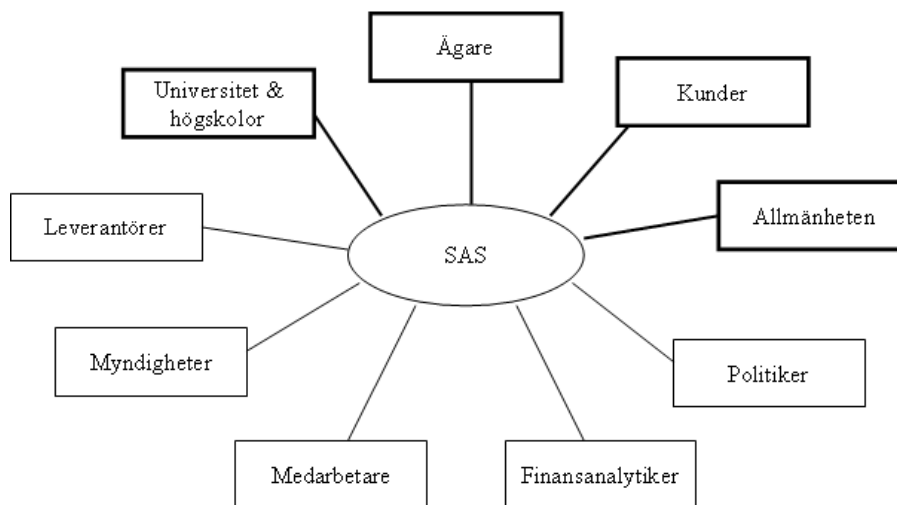 Ägare
Universitet &
högskolor
Kunder
Allmänheten
Leverantörer
SAS
Myndigheter
Politiker
Medarbetare
Finansanalytiker